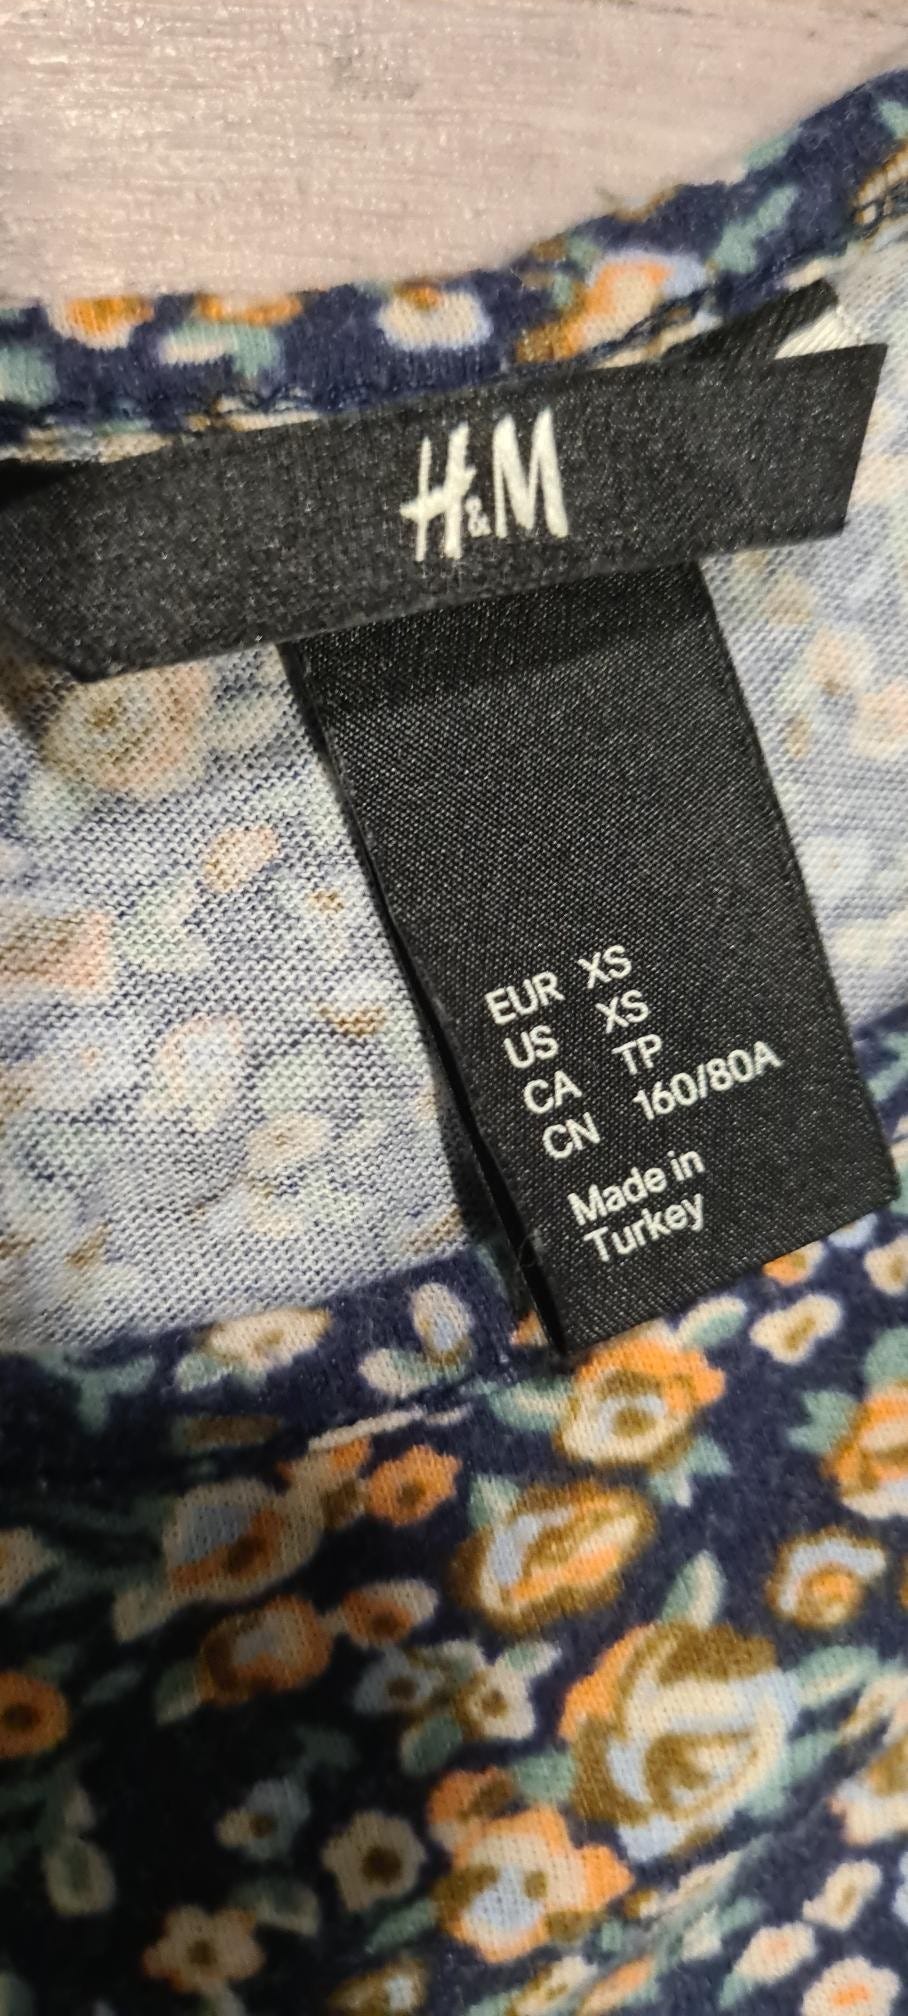 H&M
EUR XS
US XS
CA TP
CN 160/80A
Made in
Turkey